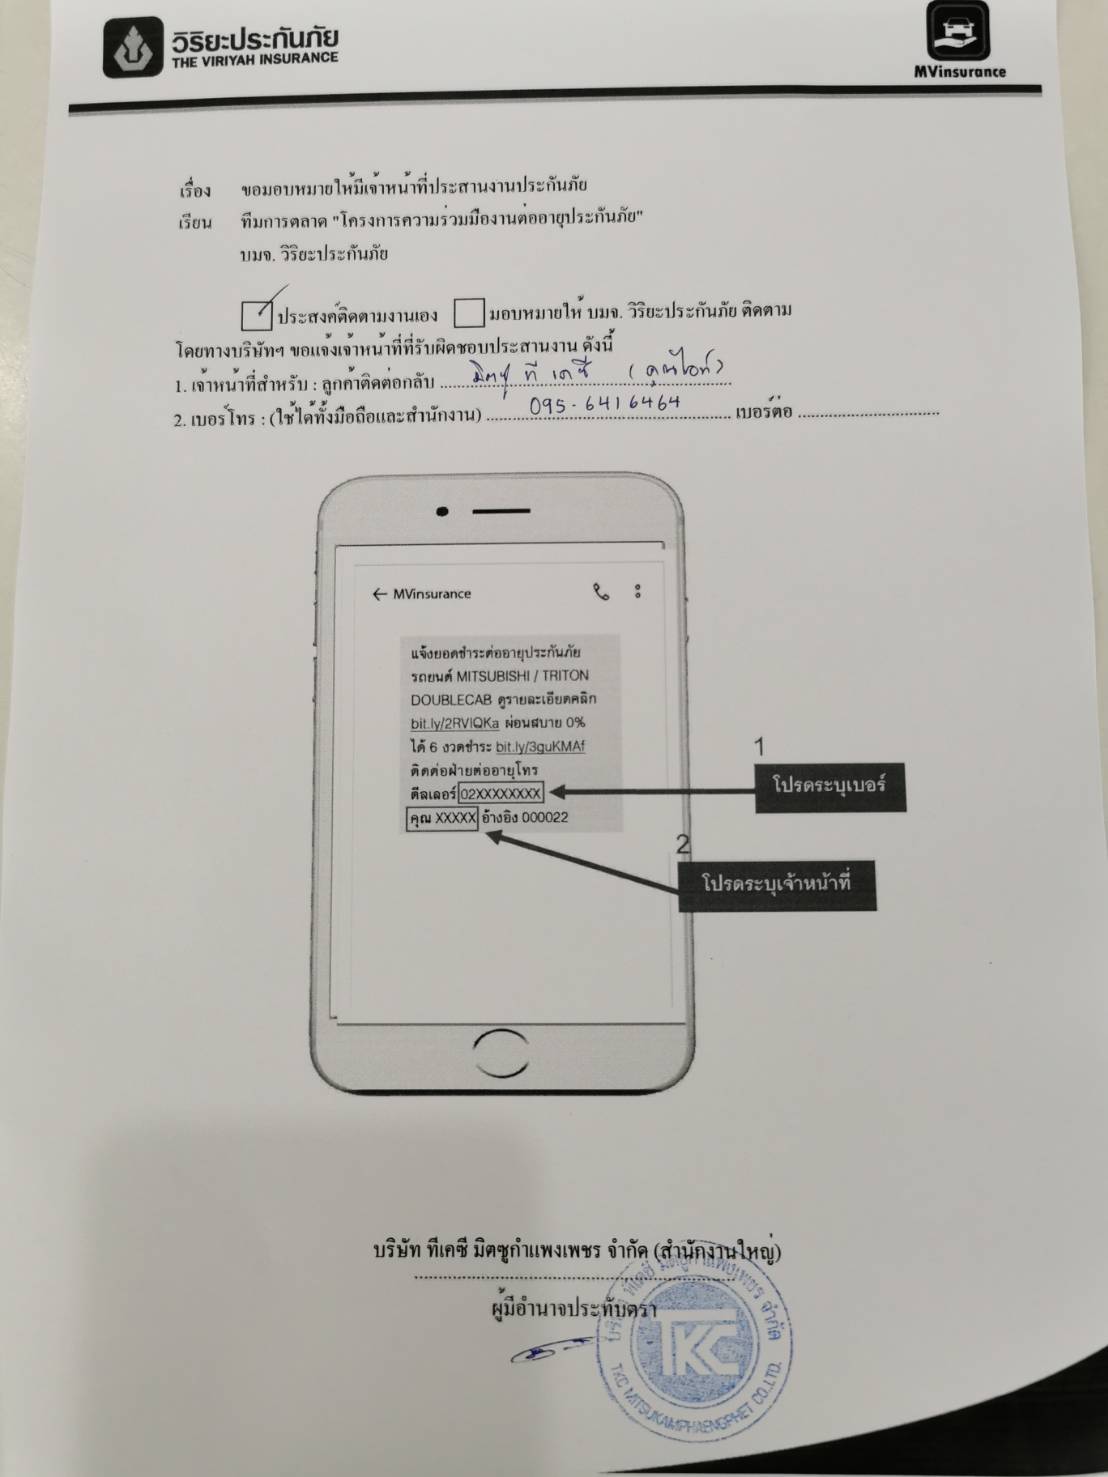 วิริยะประกันภัย
THE VIRIYAH INSURANCE
MVinsurance
เรื่อง ขอมอบหมายให้มีเจ้าหน้าที่ประสานงานประกันภัย
เรียน ทีมการตลาด "โครงการความร่วมมืองานต่ออายุประกันภัย"
บมจ. วิริยะประกันภัย
ประสงค์ติดตามงานเอง มอบหมายให้ บมจ. วิริยะประกันภัย ติดตาม
โดยทางบริษัทฯ ขอแจ้งเจ้าหน้าที่ที่รับผิดชอบประสานงาน ดังนี้
1. เจ้าหน้าที่สำหรับ : ลูกค้าติดต่อกลับ มิตซู ที เคซี
2. เบอร์โทร : (ใช้ได้ทั้งมือถือและสำนักงาน) 095-6416464 เบอร์ต่อ
← MVinsurance
แจ้งยอดชำระต่ออายุประกันภัย
รถยนต์ MITSUBISHI / TRITON
DOUBLECAB ดูรายละเอียดคลิก
bit.ly/2RVlQKa ผ่อนสบาย 0%
ได้ 6 งวดชำระ bit.ly/3guKMAf
ติดต่อฝ่ายต่ออายุโทร
ดีลเลอร์ 02XXXXXXXX
คุณ XXXXX อ้างอิง 000022
1
โปรดระบุเบอร์
2
โปรดระบุเจ้าหน้าที่
บริษัท ทีเคซี มิตซูกำแพงเพชร จำกัด (สำนักงานใหญ่)
ผู้มีอำนาจประทับตรา
บริษัท ทีเคซี มิตซูกำแพงเพชร จำกัด
TKC
TKC MITSUKAMPHAENGPHET CO.,LTD.